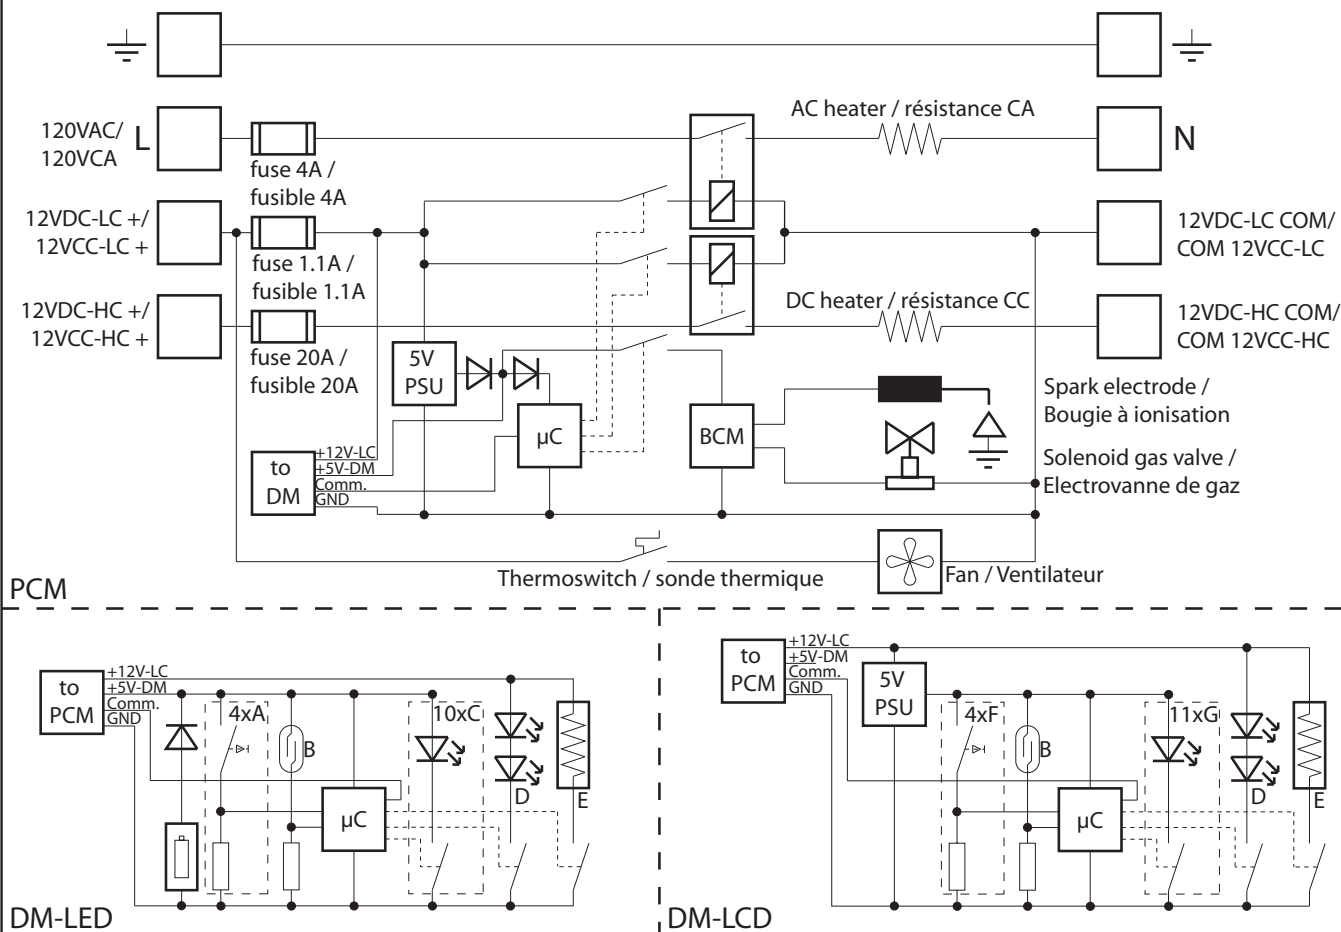 AC heater / résistance CA
120VAC/
120VCA
L
N
fuse 4A /
fusible 4A
12VDC-LC +/
12VCC-LC +
12VDC-LC COM/
COM 12VCC-LC
fuse 1.1A /
fusible 1.1A
12VDC-HC +/
12VCC-HC +
DC heater / résistance CC
12VDC-HC COM/
COM 12VCC-HC
fuse 20A /
fusible 20A
5V
PSU
Spark electrode /
Bougie à ionisation
µC
BCM
to
DM
+12V-LC
+5V-DM
Comm.
GND
Solenoid gas valve /
Electrovanne de gaz
Thermoswitch / sonde thermique
Fan / Ventilateur
PCM
to
PCM
+12V-LC
+5V-DM
Comm.
GND
4xA
B
10xC
D
E
µC
DM-LED
to
PCM
+12V-LC
+5V-DM
Comm.
GND
5V
PSU
4xF
B
11xG
D
E
µC
DM-LCD